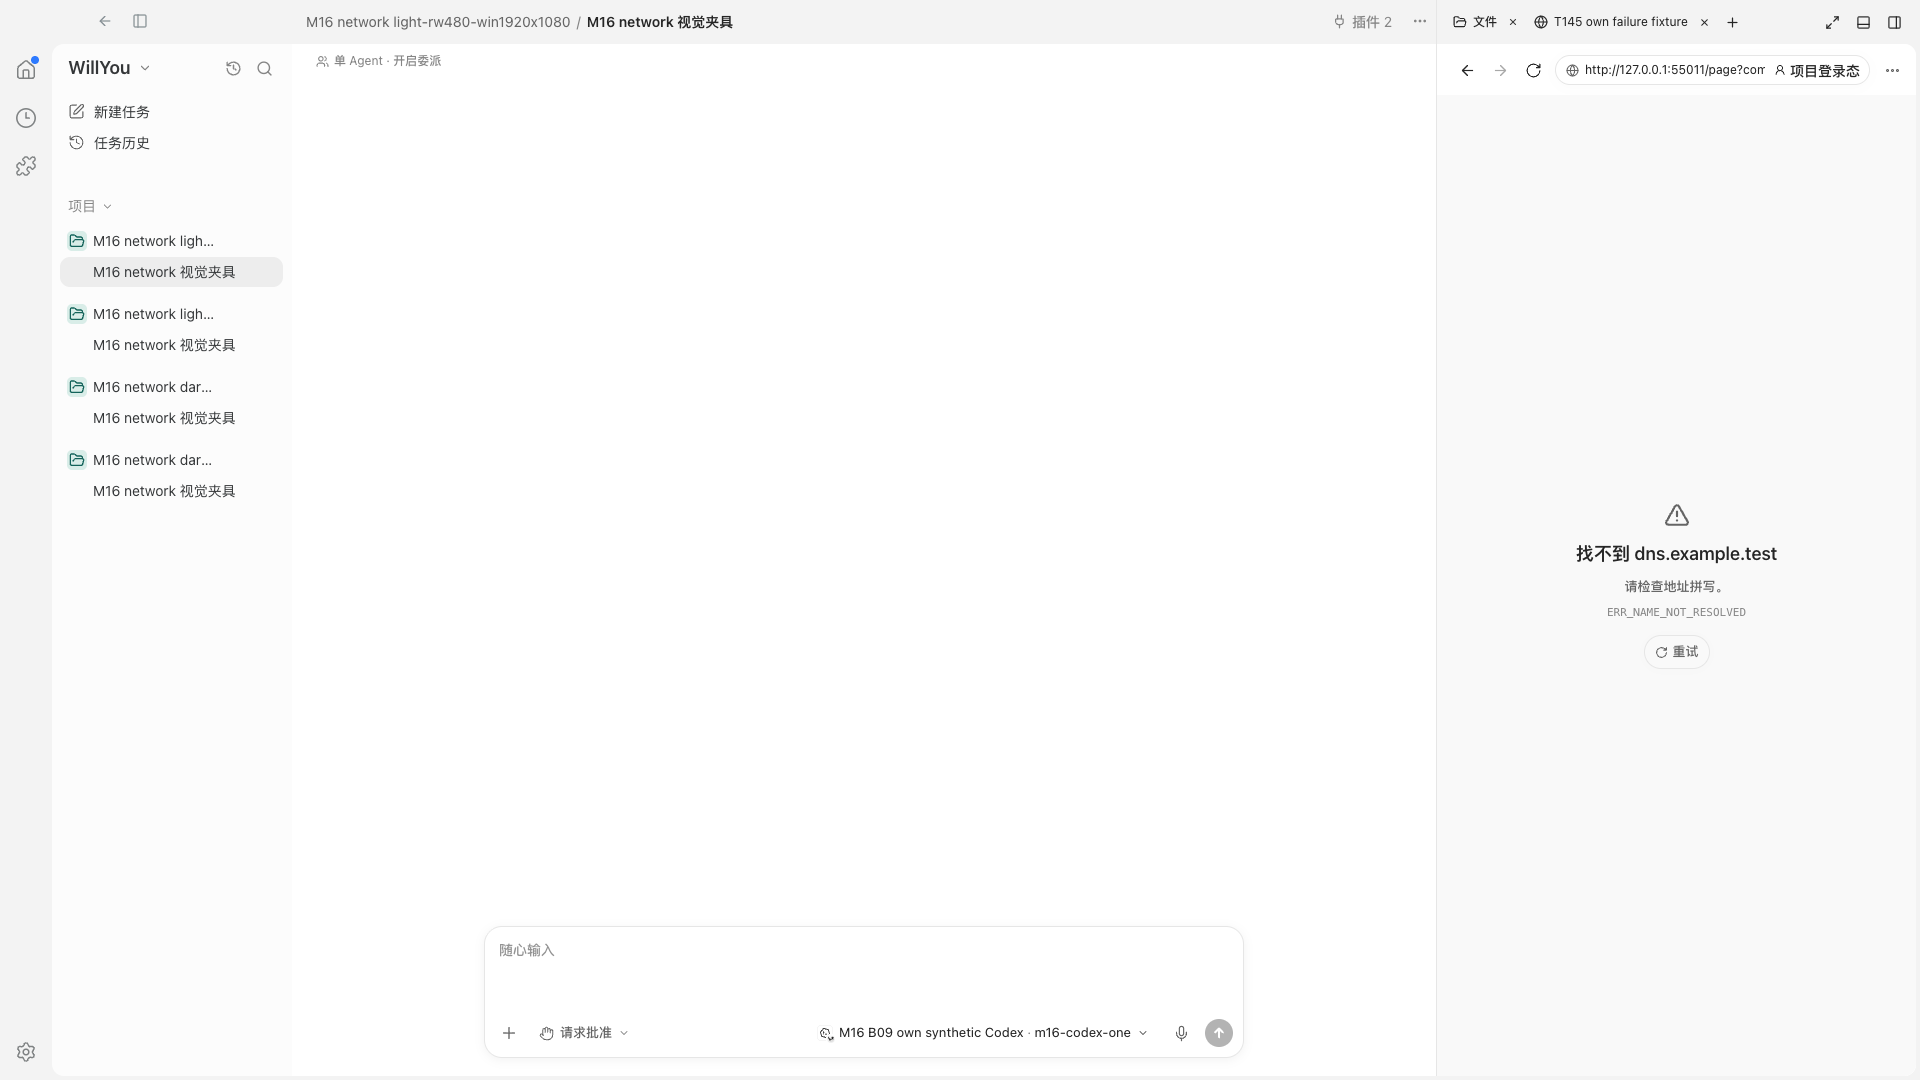 M16 network light-rw480-win1920x1080 / M16 network 视觉夹具
插件 2
文件
T145 own failure fixture
WillYou
单 Agent · 开启委派
http://127.0.0.1:55011/page?com
项目登录态
新建任务
任务历史
项目
M16 network ligh...
M16 network 视觉夹具
M16 network ligh...
M16 network 视觉夹具
M16 network dar...
M16 network 视觉夹具
M16 network dar...
M16 network 视觉夹具
找不到 dns.example.test
请检查地址拼写。
ERR_NAME_NOT_RESOLVED
重试
随心输入
请求批准
M16 B09 own synthetic Codex · m16-codex-one